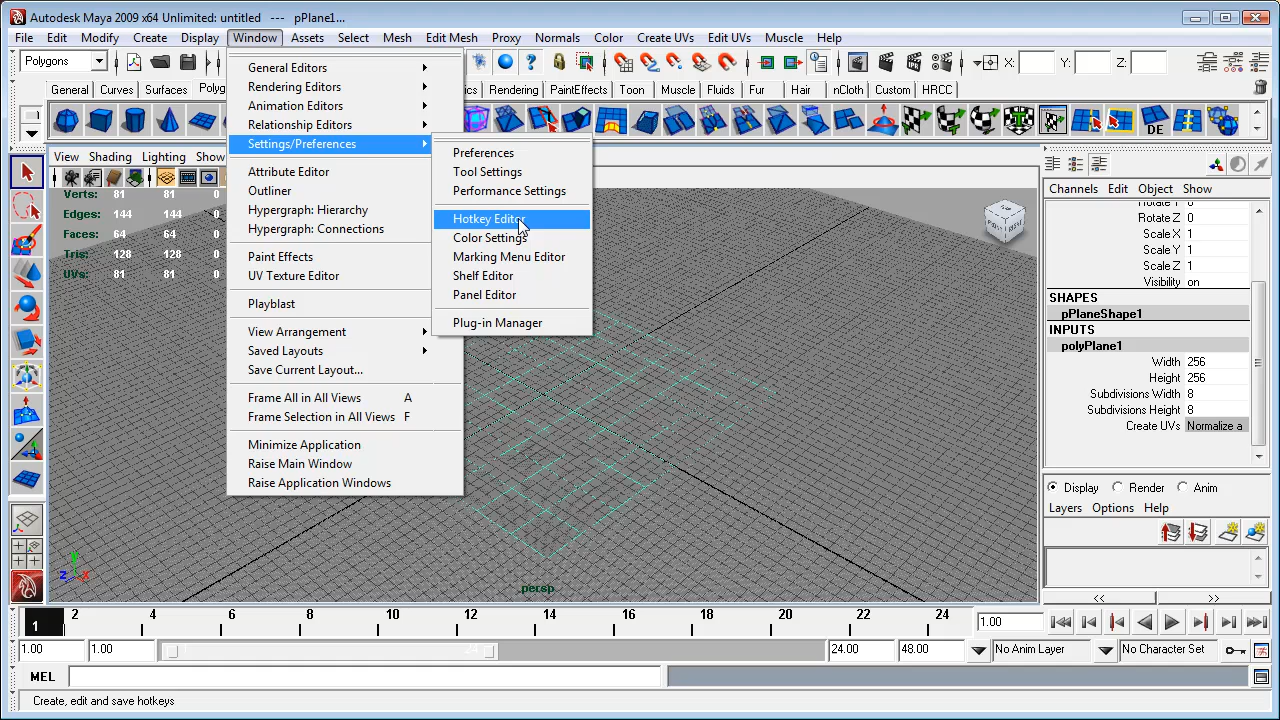 Autodesk Maya 2009 x64 Unlimited: untitled --- pPlane1...
File Edit Modify Create Display Window Assets Select Mesh Edit Mesh Proxy Normals Color Create UVs Edit UVs Muscle Help
Polygons X: Y: Z:
General Curves Surfaces Rendering PaintEffects Toon Muscle Fluids Fur Hair Custom HRCC
DE
View Shading Lighting Show
Verts: 81 81 0
Edges: 144 144 0
Faces: 64 64 0
Tris: 128 128 0
UVs: 81 81 0
General Editors
Rendering Editors
Animation Editors
Relationship Editors
Settings/Preferences
Attribute Editor
Outliner
Hypergraph: Hierarchy
Hypergraph: Connections
Paint Effects
UV Texture Editor
Playblast
View Arrangement
Saved Layouts
Save Current Layout...
Frame All in All Views A
Frame Selection in All Views F
Minimize Application
Raise Main Window
Raise Application Windows
Preferences
Tool Settings
Performance Settings
Hotkey Editor
Color Settings
Marking Menu Editor
Shelf Editor
Panel Editor
Plug-in Manager
persp
y
z x
Channels Edit Object Show
Rotate Y 0
Rotate Z 0
Scale X 1
Scale Y 1
Scale Z 1
Visibility on
SHAPES
pPlaneShape1
INPUTS
polyPlane1
Width 256
Height 256
Subdivisions Width 8
Subdivisions Height 8
Create UVs Normalize a
Display Render Anim
Layers Options Help
<< >>
1 2 4 6 8 10 12 14 16 18 20 22 24 1.00
1.00 1.00 1 24 24.00 48.00 No Anim Layer No Character Set
MEL
Create, edit and save hotkeys